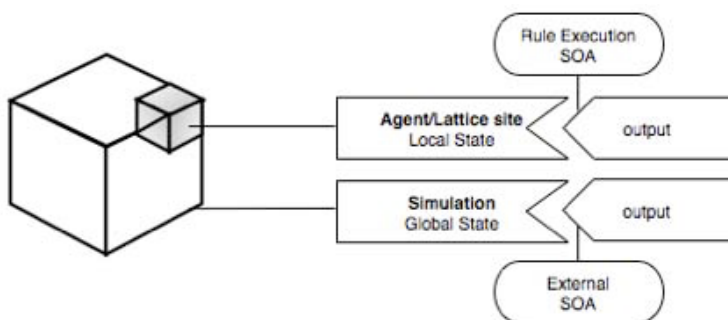 Rule Execution
SOA
Agent/Lattice site
Local State
output
Simulation
Global State
output
External
SOA